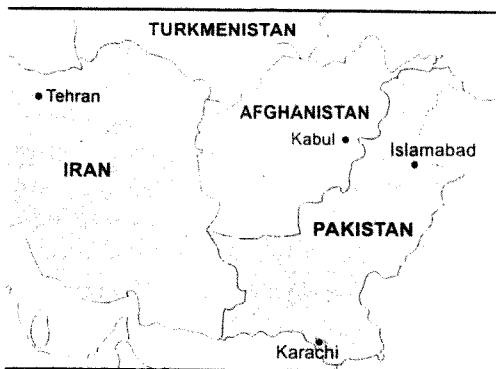 TURKMENISTAN
Tehran
AFGHANISTAN
Kabul
Islamabad
IRAN
PAKISTAN
Karachi